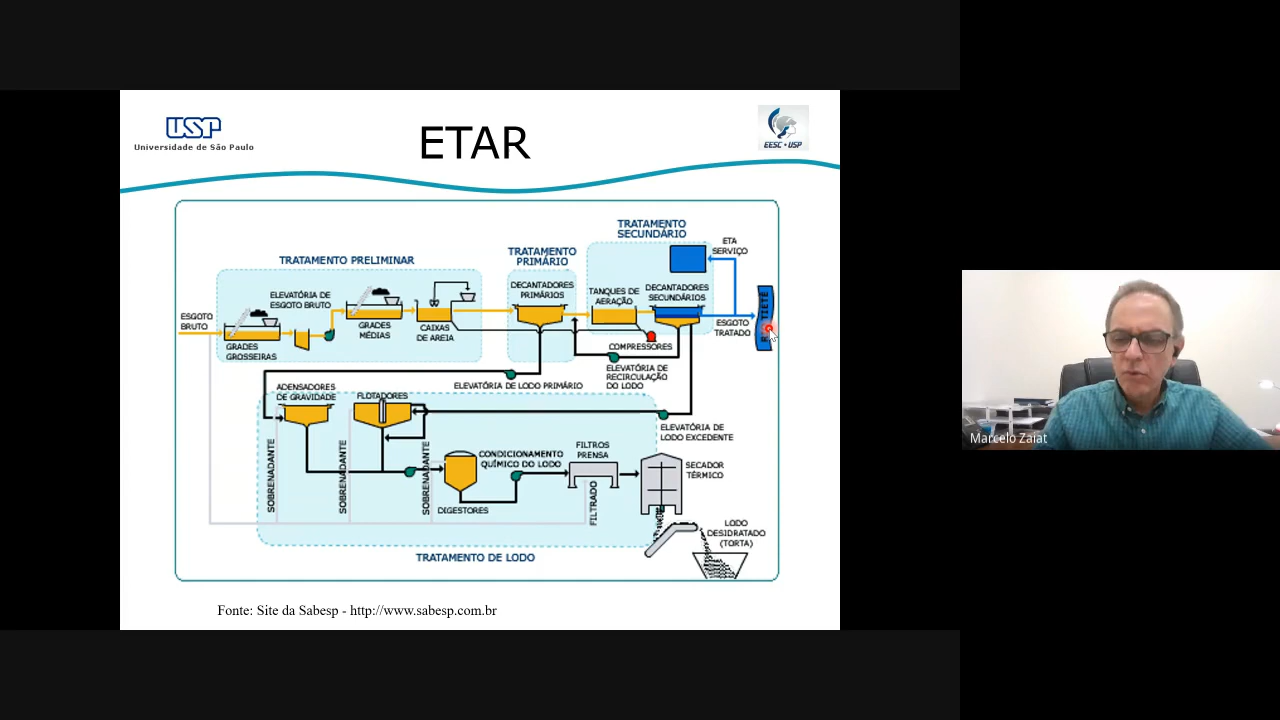 USP
Universidade de São Paulo
ETAR
EESC • USP
TRATAMENTO
SECUNDÁRIO
ETA
SERVIÇO
TRATAMENTO
PRIMÁRIO
TRATAMENTO PRELIMINAR
DECANTADORES
PRIMÁRIOS
TANQUES DE
AERAÇÃO
DECANTADORES
SECUNDÁRIOS
ELEVATÓRIA DE
ESGOTO BRUTO
ESGOTO
BRUTO
GRADES
GROSSEIRAS
GRADES
MÉDIAS
CAIXAS
DE AREIA
ESGOTO
TRATADO
COMPRESSORES
ELEVATÓRIA DE
RECIRCULAÇÃO
DO LODO
ELEVATÓRIA DE LODO PRIMÁRIO
ADENSADORES
DE GRAVIDADE
FLOTADORES
ELEVATÓRIA DE
LODO EXCEDENTE
SOBRENADANTE
SOBRENADANTE
SOBRENADANTE
CONDICIONAMENTO
QUÍMICO DO LODO
FILTROS
PRENSA
SECADOR
TÉRMICO
DIGESTORES
FILTRADO
LODO
DESIDRATADO
(TORTA)
TRATAMENTO DE LODO
Fonte: Site da Sabesp - http://www.sabesp.com.br
Marcelo Zaiat